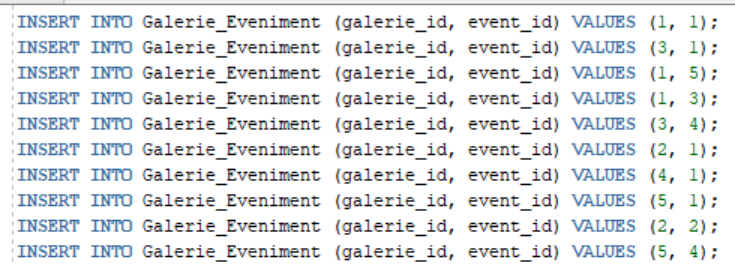 INSERT INTO Galerie_Eveniment (galerie_id, event_id) VALUES (1, 1);
INSERT INTO Galerie_Eveniment (galerie_id, event_id) VALUES (3, 1);
INSERT INTO Galerie_Eveniment (galerie_id, event_id) VALUES (1, 5);
INSERT INTO Galerie_Eveniment (galerie_id, event_id) VALUES (1, 3);
INSERT INTO Galerie_Eveniment (galerie_id, event_id) VALUES (3, 4);
INSERT INTO Galerie_Eveniment (galerie_id, event_id) VALUES (2, 1);
INSERT INTO Galerie_Eveniment (galerie_id, event_id) VALUES (4, 1);
INSERT INTO Galerie_Eveniment (galerie_id, event_id) VALUES (5, 1);
INSERT INTO Galerie_Eveniment (galerie_id, event_id) VALUES (2, 2);
INSERT INTO Galerie_Eveniment (galerie_id, event_id) VALUES (5, 4);